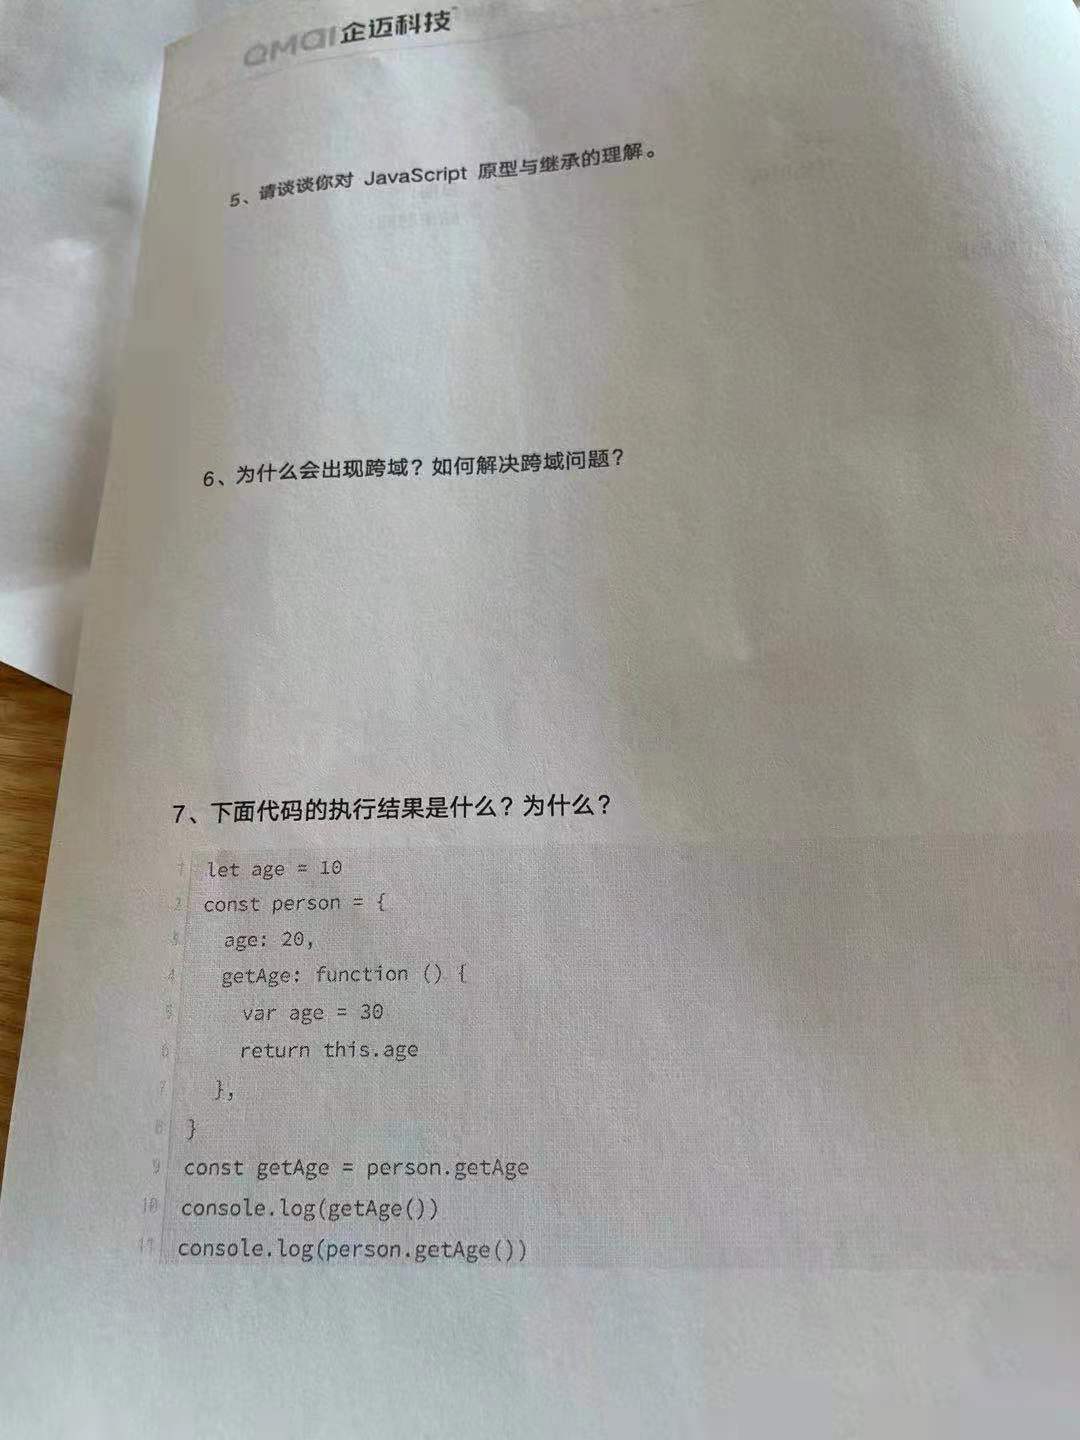 QMAI企迈科技
5、请谈谈你对 JavaScript 原型与继承的理解。
6、为什么会出现跨域？如何解决跨域问题？
7、下面代码的执行结果是什么？为什么？
1 let age = 10
2 const person = {
3 age: 20,
4 getAge: function () {
5 var age = 30
6 return this.age
7 },
8 }
9 const getAge = person.getAge
10 console.log(getAge())
11 console.log(person.getAge())